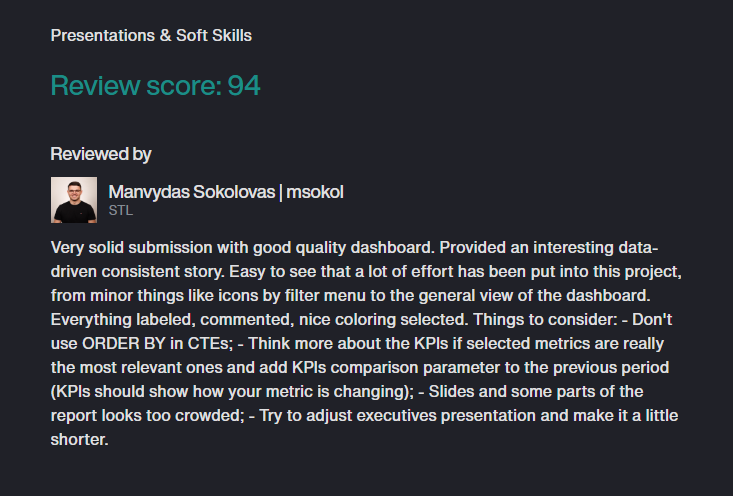 Presentations & Soft Skills
Review score: 94
Reviewed by
Manvydas Sokolovas | msokol
STL
Very solid submission with good quality dashboard. Provided an interesting data-
driven consistent story. Easy to see that a lot of effort has been put into this project,
from minor things like icons by filter menu to the general view of the dashboard.
Everything labeled, commented, nice coloring selected. Things to consider: - Don't
use ORDER BY in CTEs; - Think more about the KPIs if selected metrics are really
the most relevant ones and add KPIs comparison parameter to the previous period
(KPIs should show how your metric is changing); - Slides and some parts of the
report looks too crowded; - Try to adjust executives presentation and make it a little
shorter.